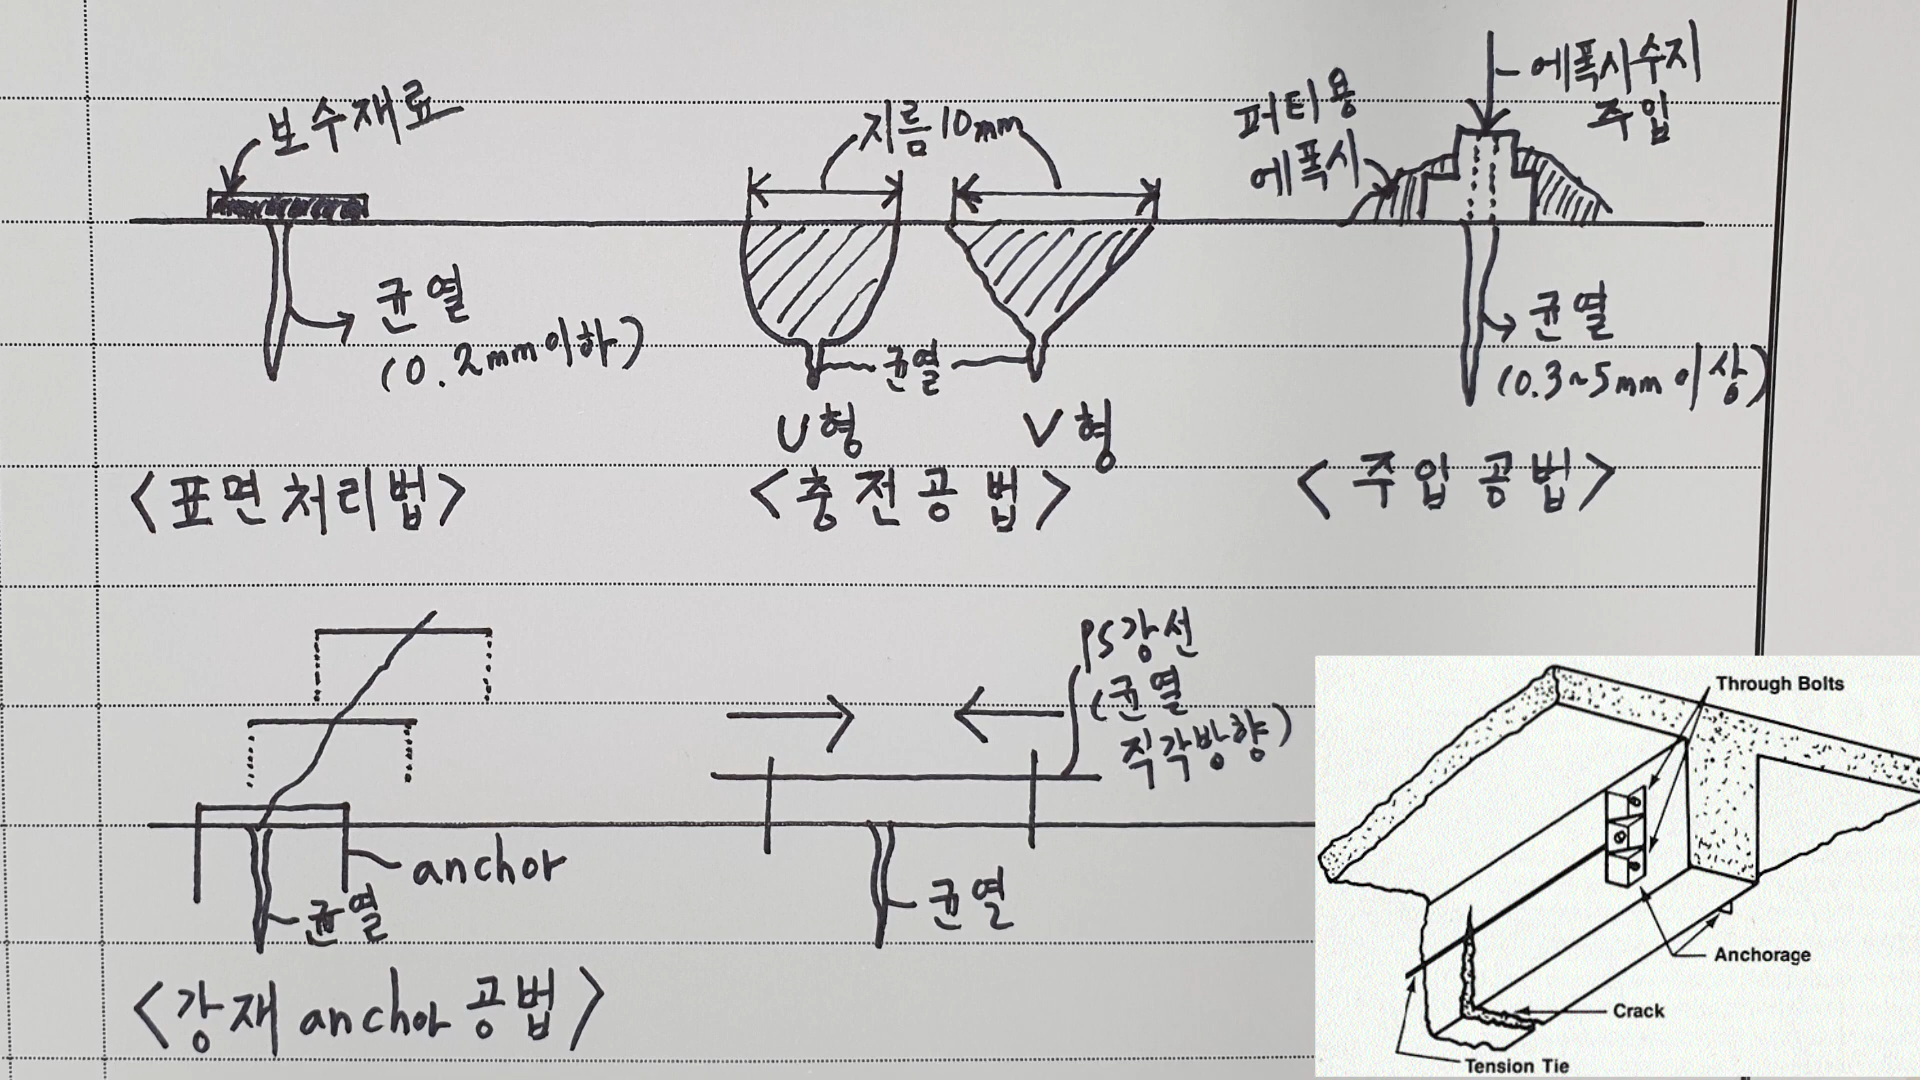 보수재료
균열
(0.2mm이하)
<표면처리법>
지름10mm
균열
U형
V형
<충전공법>
퍼티용
에폭시
에폭시수지
주입
균열
(0.3~5mm이상)
<주입공법>
anchor
균열
<강재 anchor 공법>
PS강선
(균열
직각방향)
균열
Through Bolts
Anchorage
Crack
Tension Tie